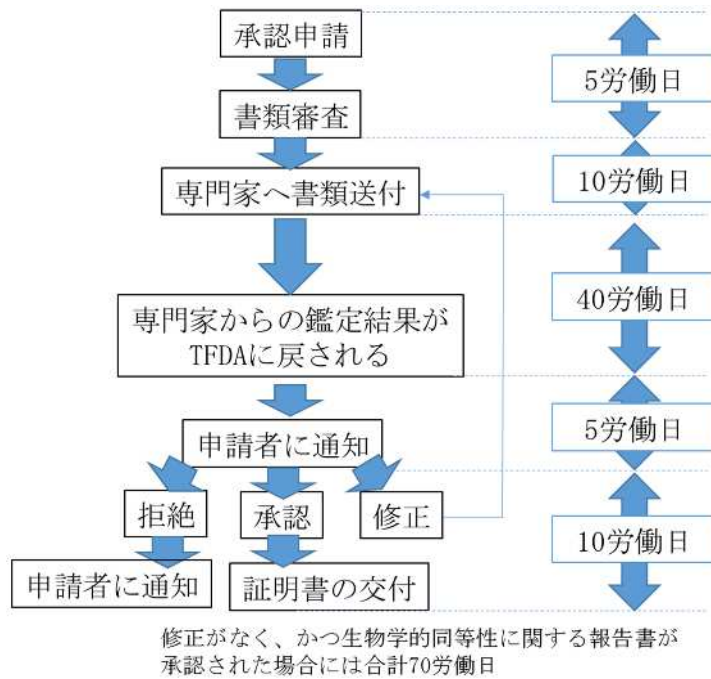 承認申請
5労働日
書類審査
10労働日
専門家へ書類送付
40労働日
専門家からの鑑定結果が
TFDAに戻される
5労働日
申請者に通知
拒絶
承認
修正
10労働日
申請者に通知
証明書の交付
修正がなく、かつ生物学的同等性に関する報告書が
承認された場合には合計70労働日